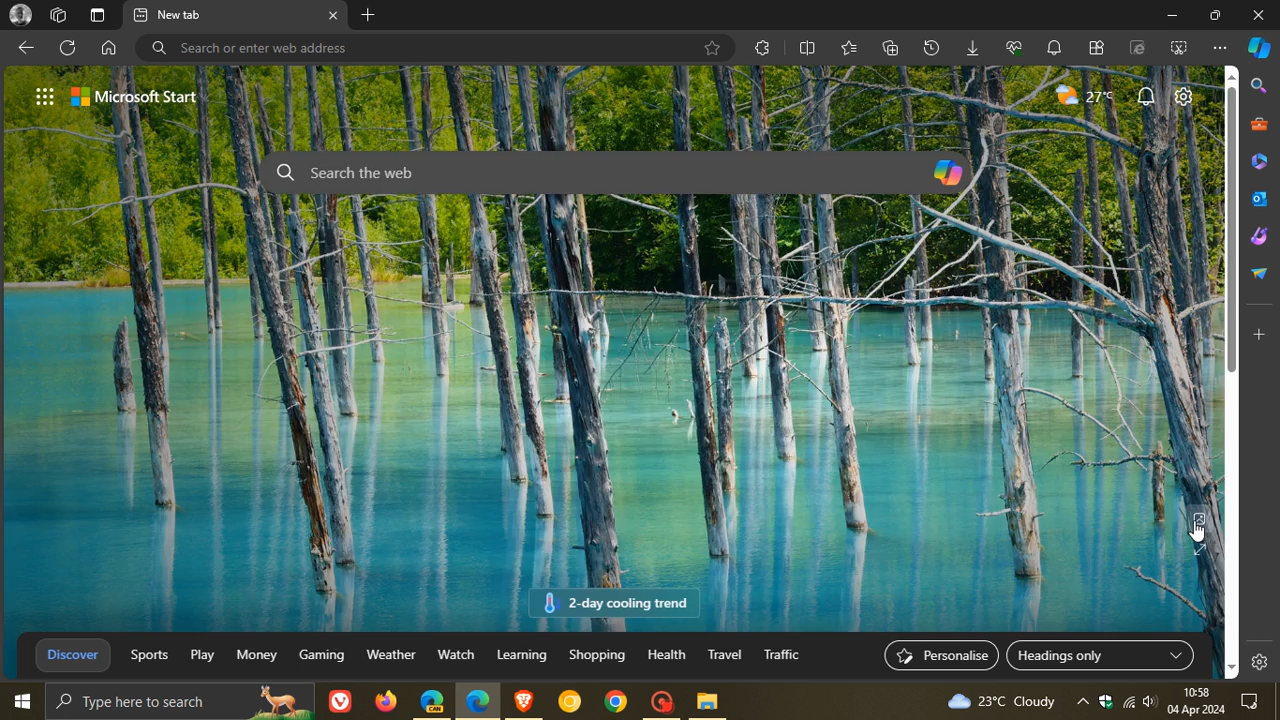 New tab
Search or enter web address
Microsoft Start
27°C
Search the web
2-day cooling trend
Discover
Sports
Play
Money
Gaming
Weather
Watch
Learning
Shopping
Health
Travel
Traffic
Personalise
Headings only
Type here to search
CAN
23°C Cloudy
10:58
04 Apr 2024